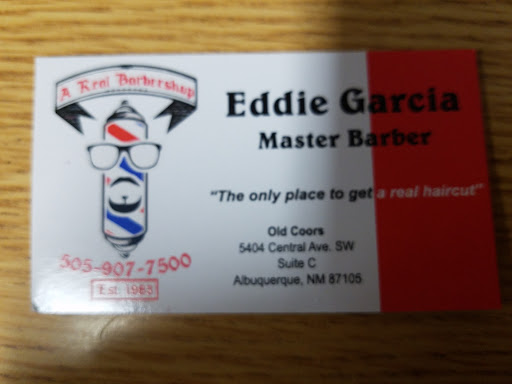 A Real Barbershop
Eddie Garcia
Master Barber
"The only place to get a real haircut"
Old Coors
5404 Central Ave. SW
Suite C
Albuquerque, NM 87105
505-907-7500
Est. 1983